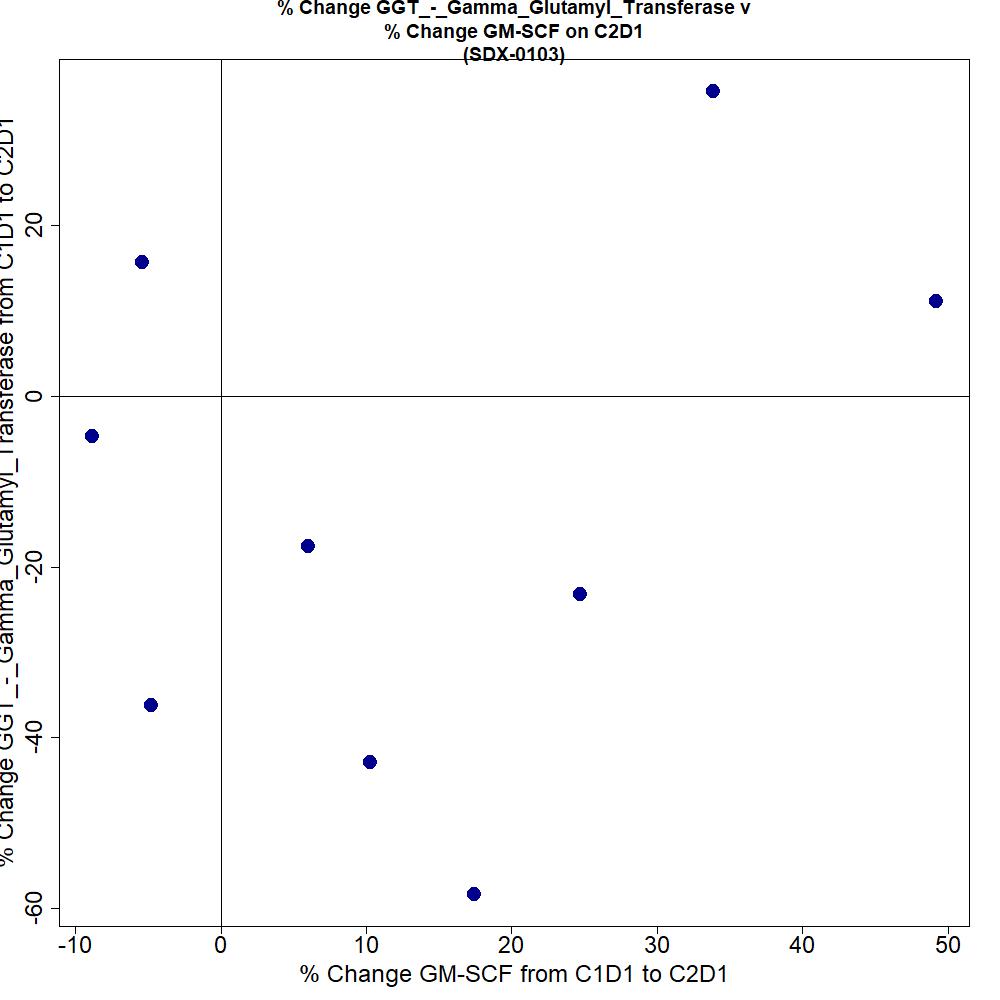 % Change GGT_-_Gamma_Glutamyl_Transferase v
% Change GM-SCF on C2D1
(SDX-0103)
% Change GGT_-_Gamma_Glutamyl_Transferase from C1D1 to C2D1
20
0
-20
-40
-60
-10 0 10 20 30 40 50
% Change GM-SCF from C1D1 to C2D1